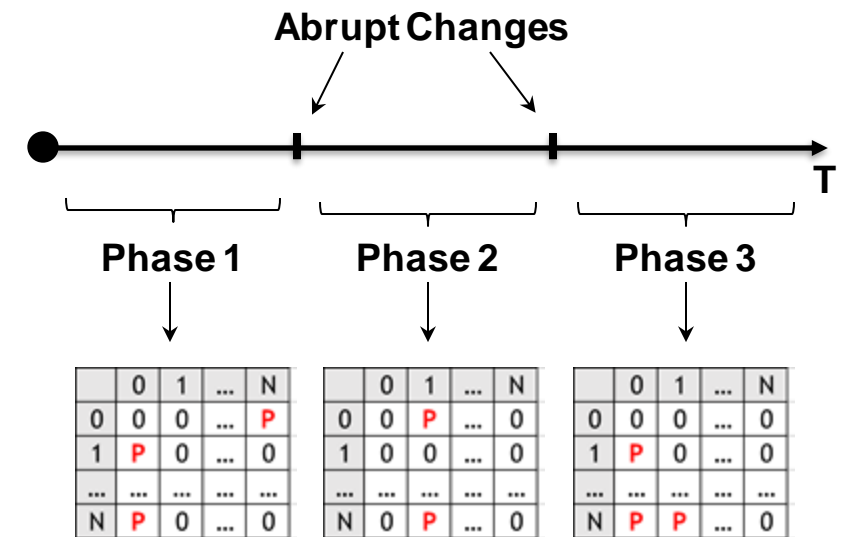 Abrupt Changes
T
Phase 1 Phase 2 Phase 3
0 1 ... N 0 1 ... N 0 1 ... N
0 0 0 ... P 0 0 P ... 0 0 0 0 ... 0
1 P 0 ... 0 1 0 0 ... 0 1 P 0 ... 0
... ... ... ... ... ... ... ... ... ... ... ... ... ... ...
N P 0 ... 0 N 0 P ... 0 N P P ... 0